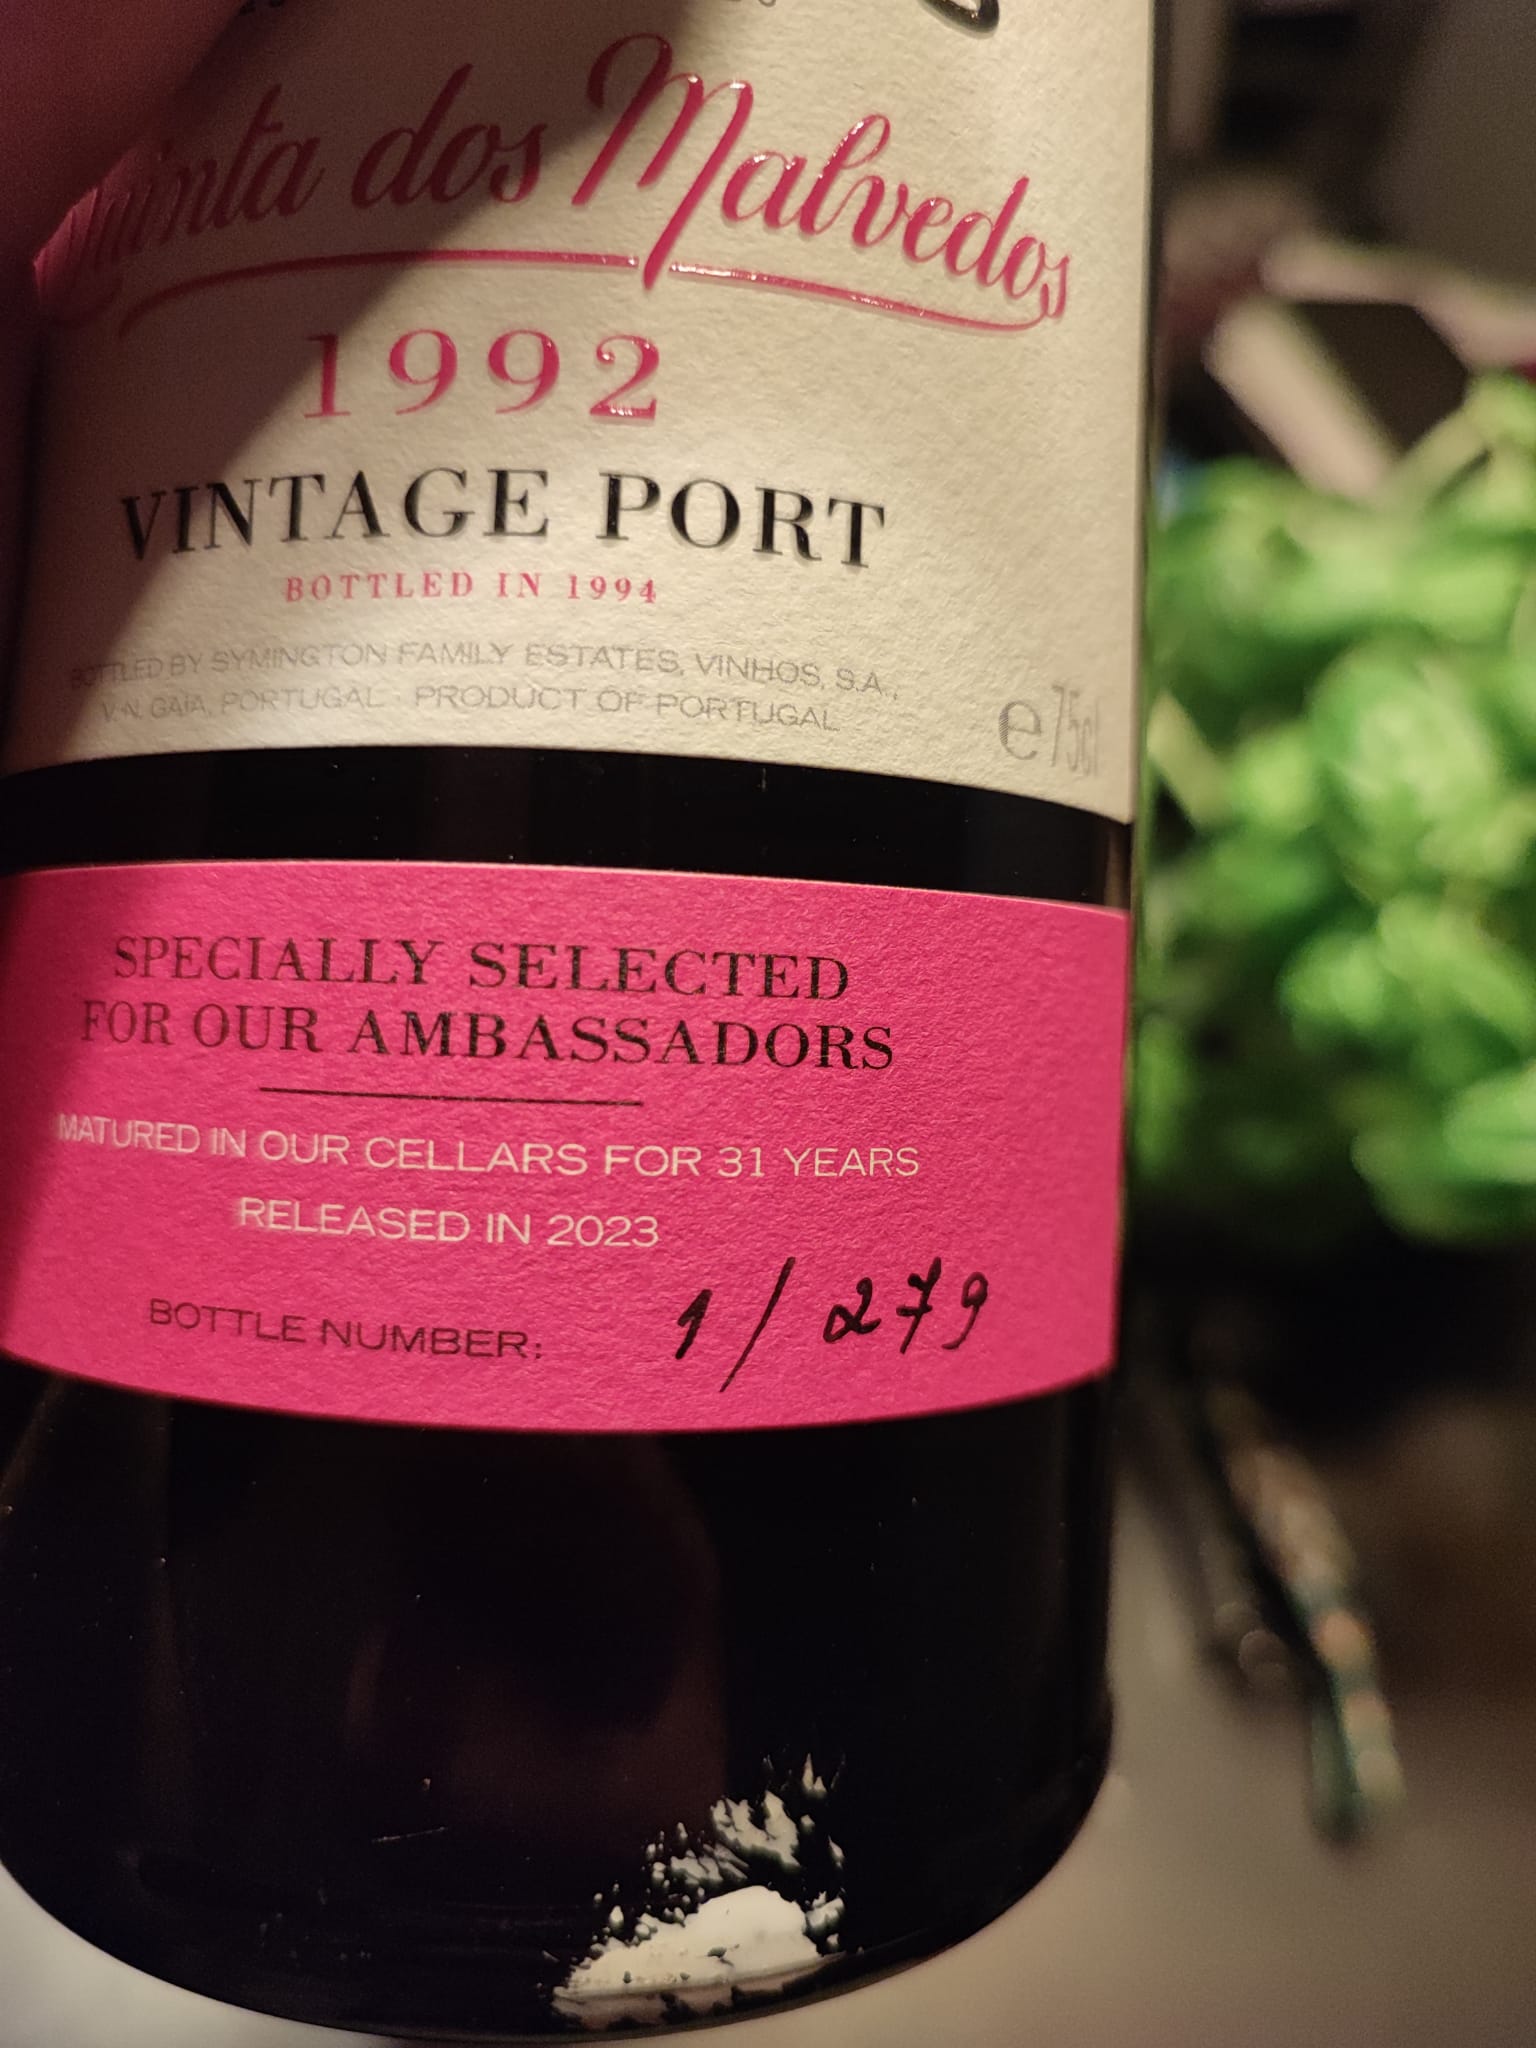 Quinta dos Malvedos
1992
VINTAGE PORT
BOTTLED IN 1994
BOTTLED BY SYMINGTON FAMILY ESTATES, VINHOS, S.A.,
V. N. GAIA, PORTUGAL · PRODUCT OF PORTUGAL
e 75cl
SPECIALLY SELECTED
FOR OUR AMBASSADORS
MATURED IN OUR CELLARS FOR 31 YEARS
RELEASED IN 2023
BOTTLE NUMBER: 1 / 279